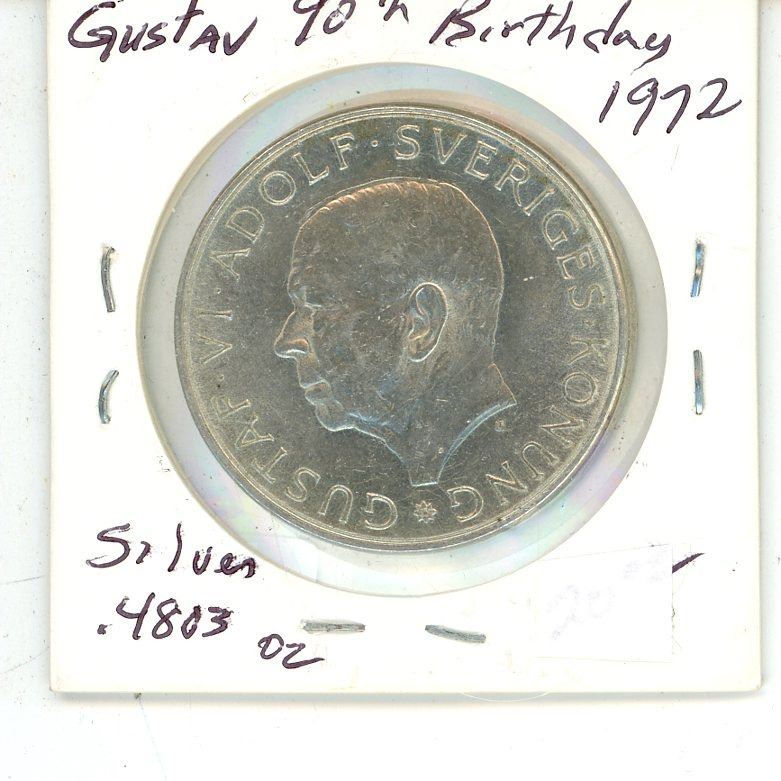 Gustav 90th Birthday
1972
GUSTAF VI ADOLF · SVERIGES KONUNG
Silver
.4803 oz